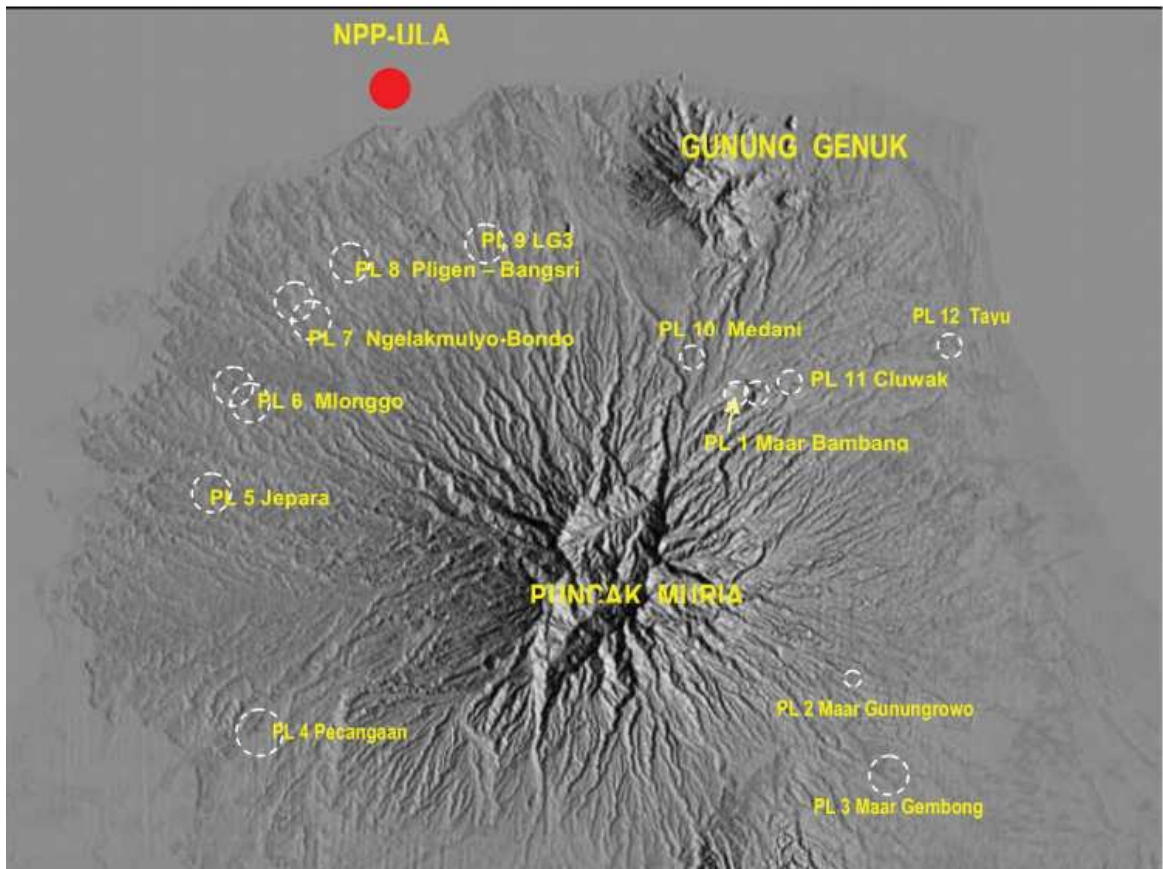 NPP-ULA
GUNUNG GENUK
PL 9 LG3
PL 8 Pligen – Bangsri
PL 12 Tayu
PL 10 Medani
PL 7 Ngelakmulyo-Bondo
PL 11 Cluwak
PL 6 Mlonggo
PL 1 Maar Bambang
PL 5 Jepara
PUNCAK MURIA
PL 2 Maar Gunungrowo
PL 4 Pecangaan
PL 3 Maar Gembong